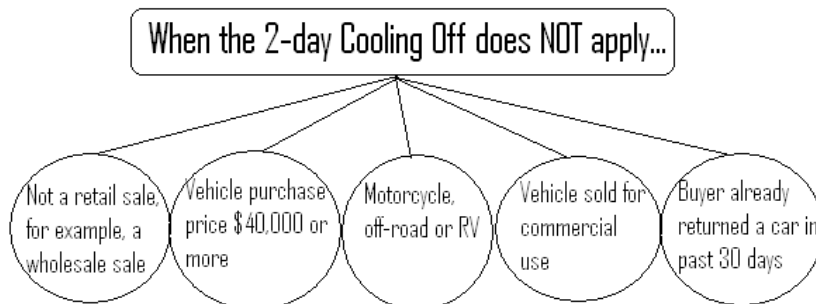 When the 2-day Cooling Off does NOT apply...
Not a retail sale,
for example, a
wholesale sale
Vehicle purchase
price $40,000 or
more
Motorcycle,
off-road or RV
Vehicle sold for
commercial
use
Buyer already
returned a car in
past 30 days